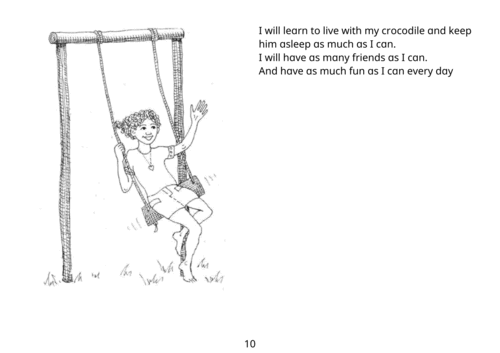 I will learn to live with my crocodile and keep
him asleep as much as I can.
I will have as many friends as I can.
And have as much fun as I can every day
10